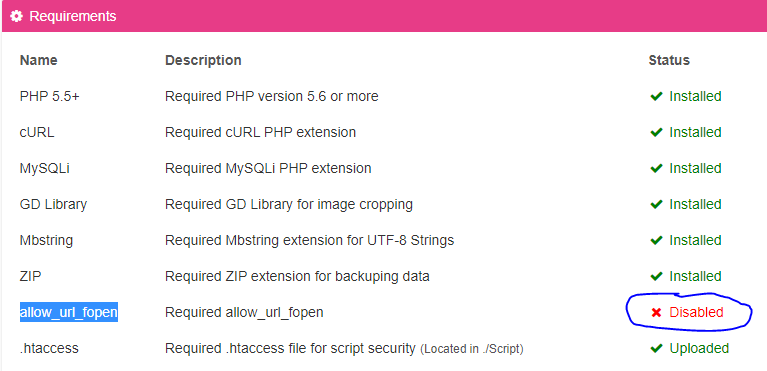 Requirements
Name Description Status
PHP 5.5+ Required PHP version 5.6 or more Installed
cURL Required cURL PHP extension Installed
MySQLi Required MySQLi PHP extension Installed
GD Library Required GD Library for image cropping Installed
Mbstring Required Mbstring extension for UTF-8 Strings Installed
ZIP Required ZIP extension for backuping data Installed
allow_url_fopen Required allow_url_fopen Disabled
.htaccess Required .htaccess file for script security (Located in ./Script) Uploaded